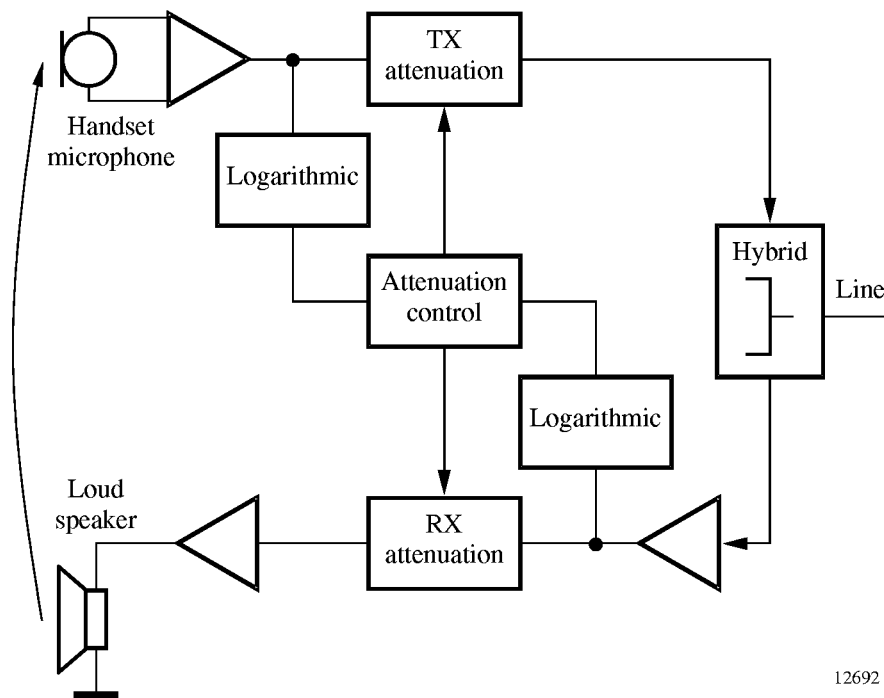 TX
attenuation
Handset
microphone
Logarithmic
Hybrid
Attenuation
control
Line
Logarithmic
Loud
speaker
RX
attenuation
12692